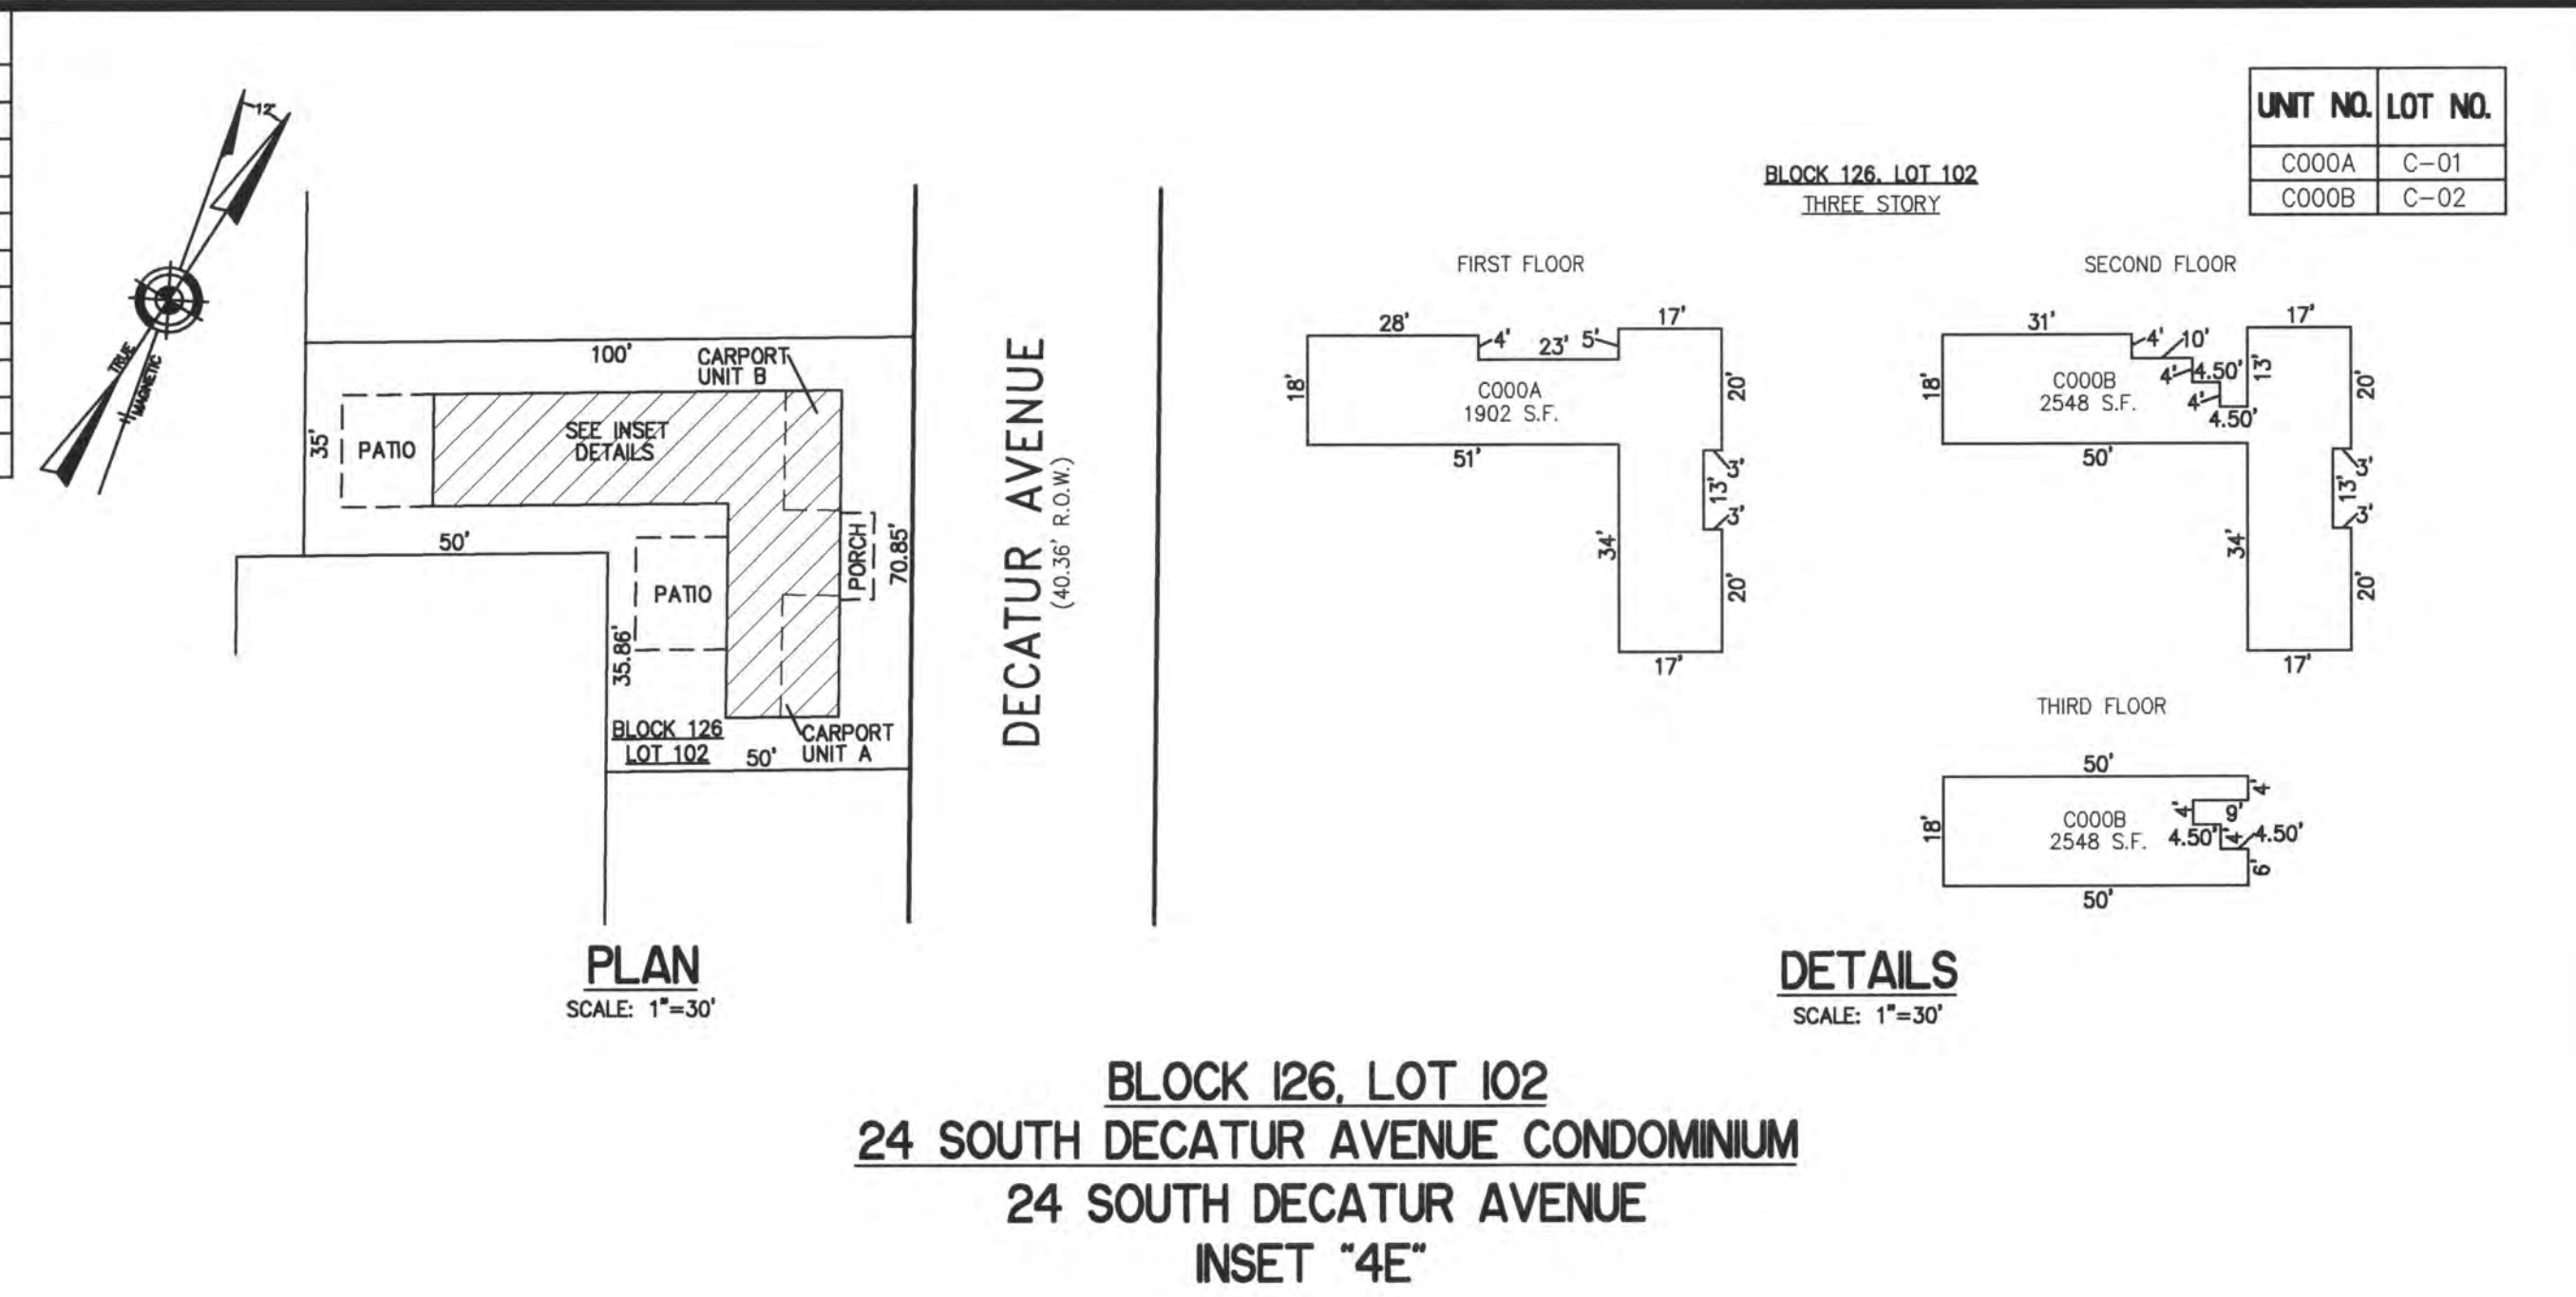 12°
TRUE
MAGNETIC
100'
CARPORT
UNIT B
35'
PATIO
SEE INSET
DETAILS
50'
PATIO
PORCH
70.85'
35.86'
BLOCK 126
LOT 102
50'
CARPORT
UNIT A
DECATUR AVENUE
(40.36' R.O.W.)
PLAN
SCALE: 1"=30'
BLOCK 126, LOT 102
THREE STORY
UNIT NO. LOT NO.
C000A C-01
C000B C-02
FIRST FLOOR
28'
4'
23'
5'
17'
18'
C000A
1902 S.F.
20'
51'
3'
13'
3'
34'
20'
17'
SECOND FLOOR
31'
4'
10'
17'
18'
C000B
2548 S.F.
4'
4.50'
13'
4'
4.50'
20'
50'
3'
13'
3'
34'
20'
17'
THIRD FLOOR
50'
4'
18'
C000B
2548 S.F.
4'
9'
4.50'
4'
4.50'
6'
50'
DETAILS
SCALE: 1"=30'
BLOCK 126, LOT 102
24 SOUTH DECATUR AVENUE CONDOMINIUM
24 SOUTH DECATUR AVENUE
INSET "4E"